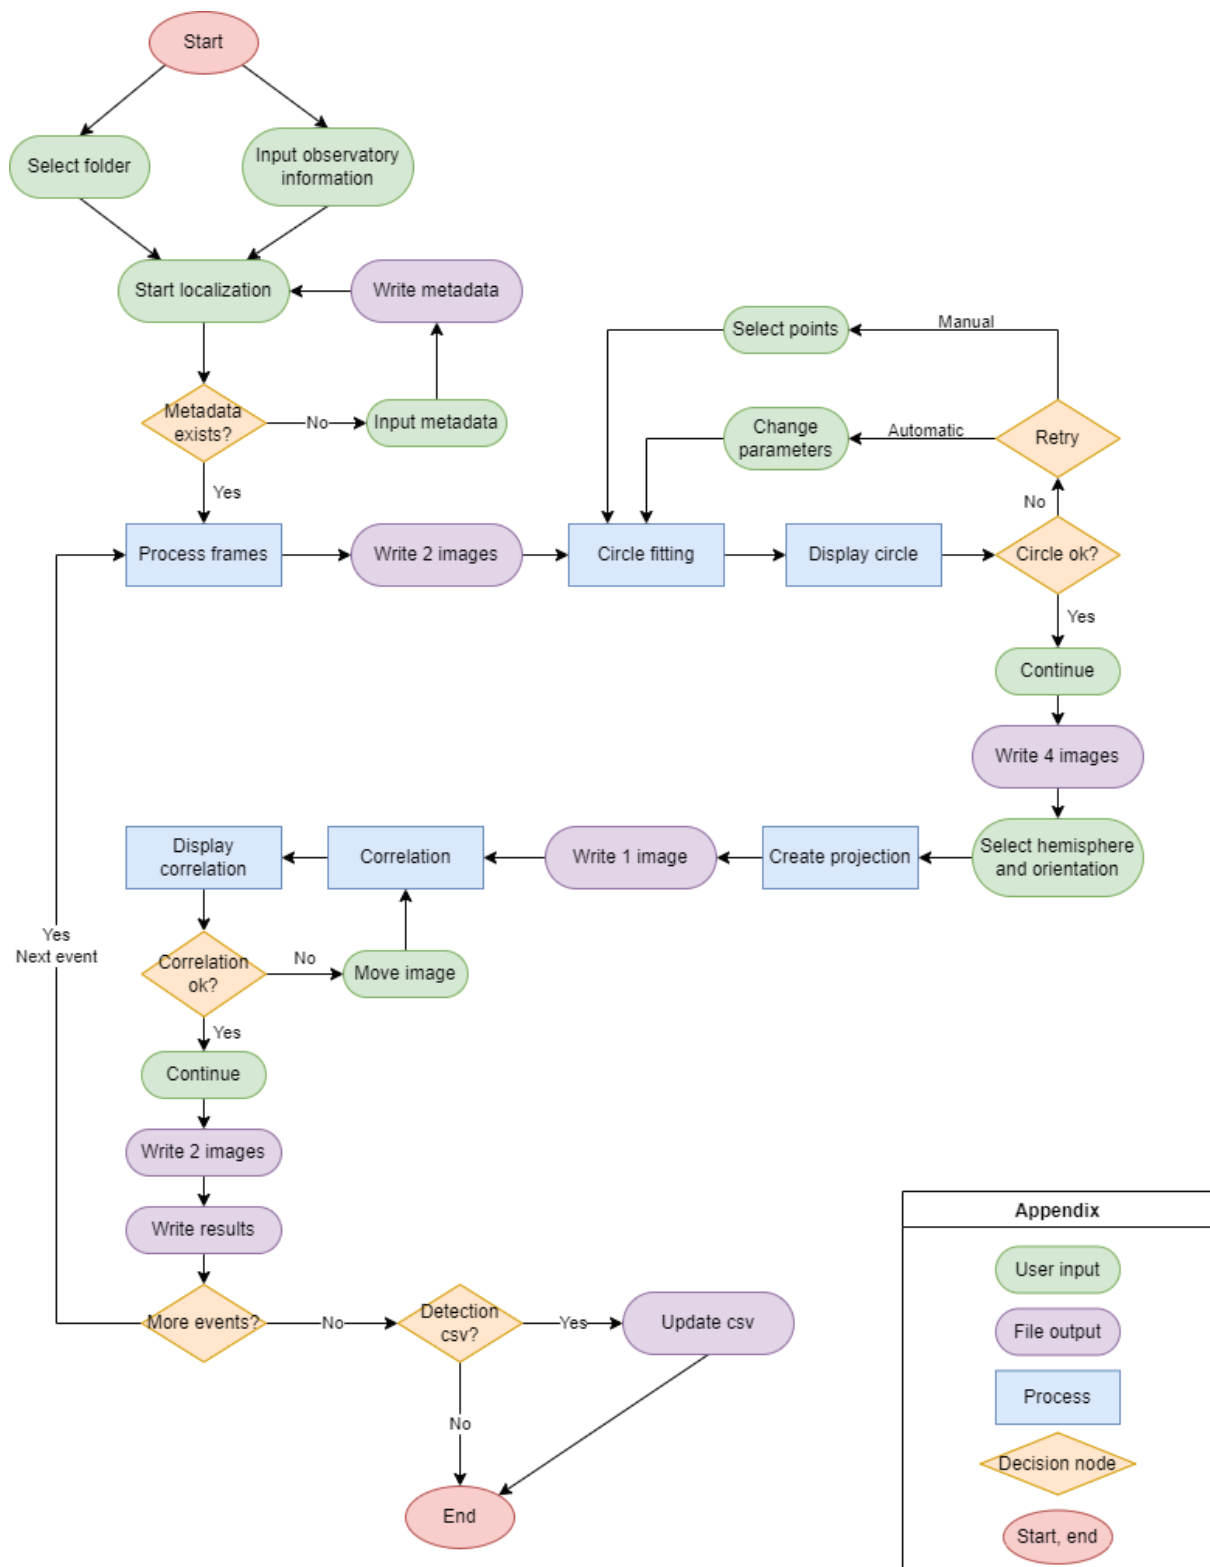 Start
Select folder
Input observatory
information
Start localization
Write metadata
Metadata
exists?
No
Input metadata
Yes
Select points
Manual
Change
parameters
Automatic
Retry
No
Process frames
Write 2 images
Circle fitting
Display circle
Circle ok?
Yes
Continue
Write 4 images
Select hemisphere
and orientation
Create projection
Write 1 image
Correlation
Display
correlation
Correlation
ok?
No
Move image
Yes
Next event
Yes
Continue
Write 2 images
Write results
More events?
No
Detection
csv?
Yes
Update csv
No
End
Appendix
User input
File output
Process
Decision node
Start, end